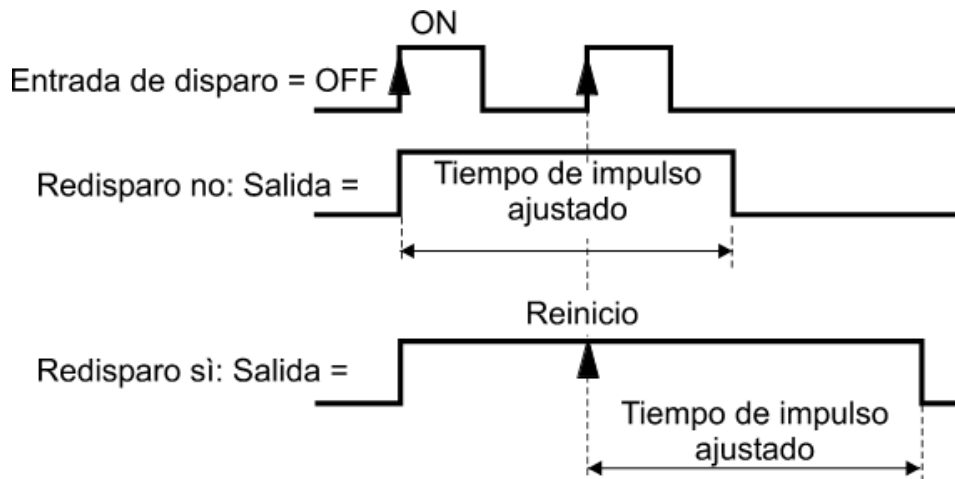 ON
Entrada de disparo = OFF
Redisparo no: Salida =
Tiempo de impulso
ajustado
Reinicio
Redisparo sì: Salida =
Tiempo de impulso
ajustado